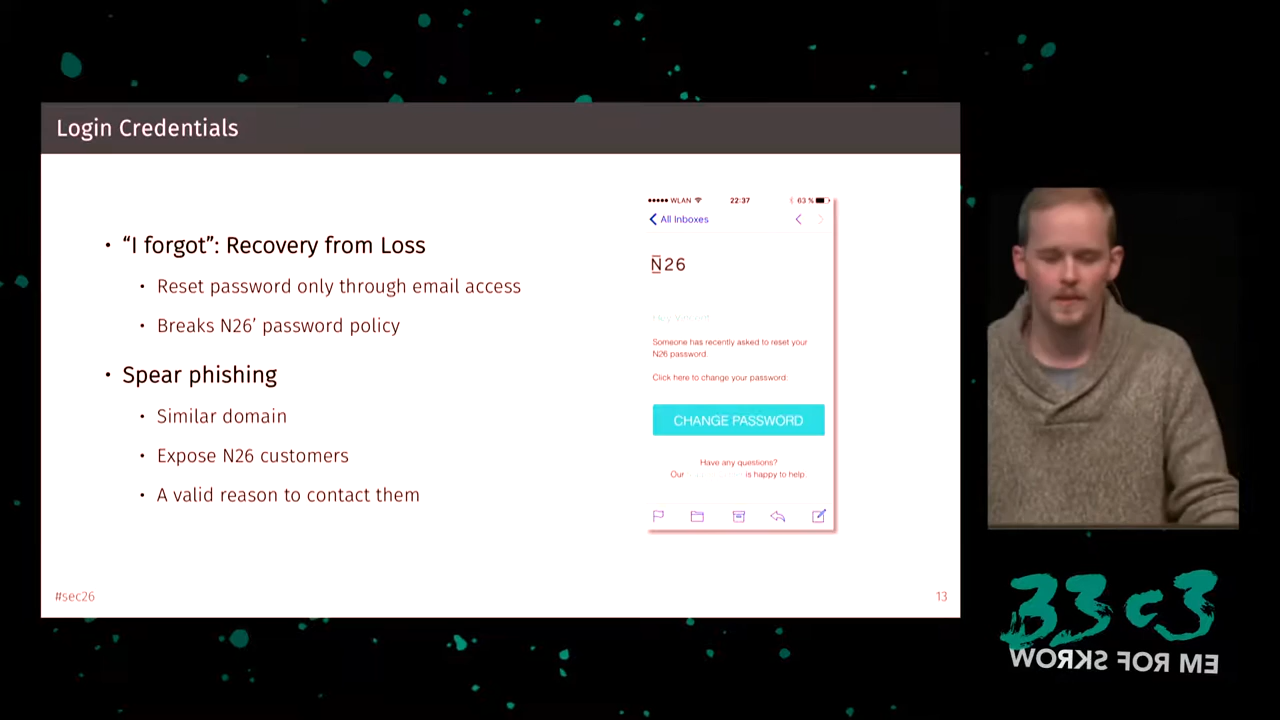 Login Credentials
• “I forgot”: Recovery from Loss
• Reset password only through email access
• Breaks N26’ password policy
• Spear phishing
• Similar domain
• Expose N26 customers
• A valid reason to contact them
WLAN 22:37 63 %
All Inboxes
N26
Someone has recently asked to reset your
N26 password.
Click here to change your password:
CHANGE PASSWORD
Have any questions?
Our is happy to help
#sec26
13
33c3
WORKS FOR ME